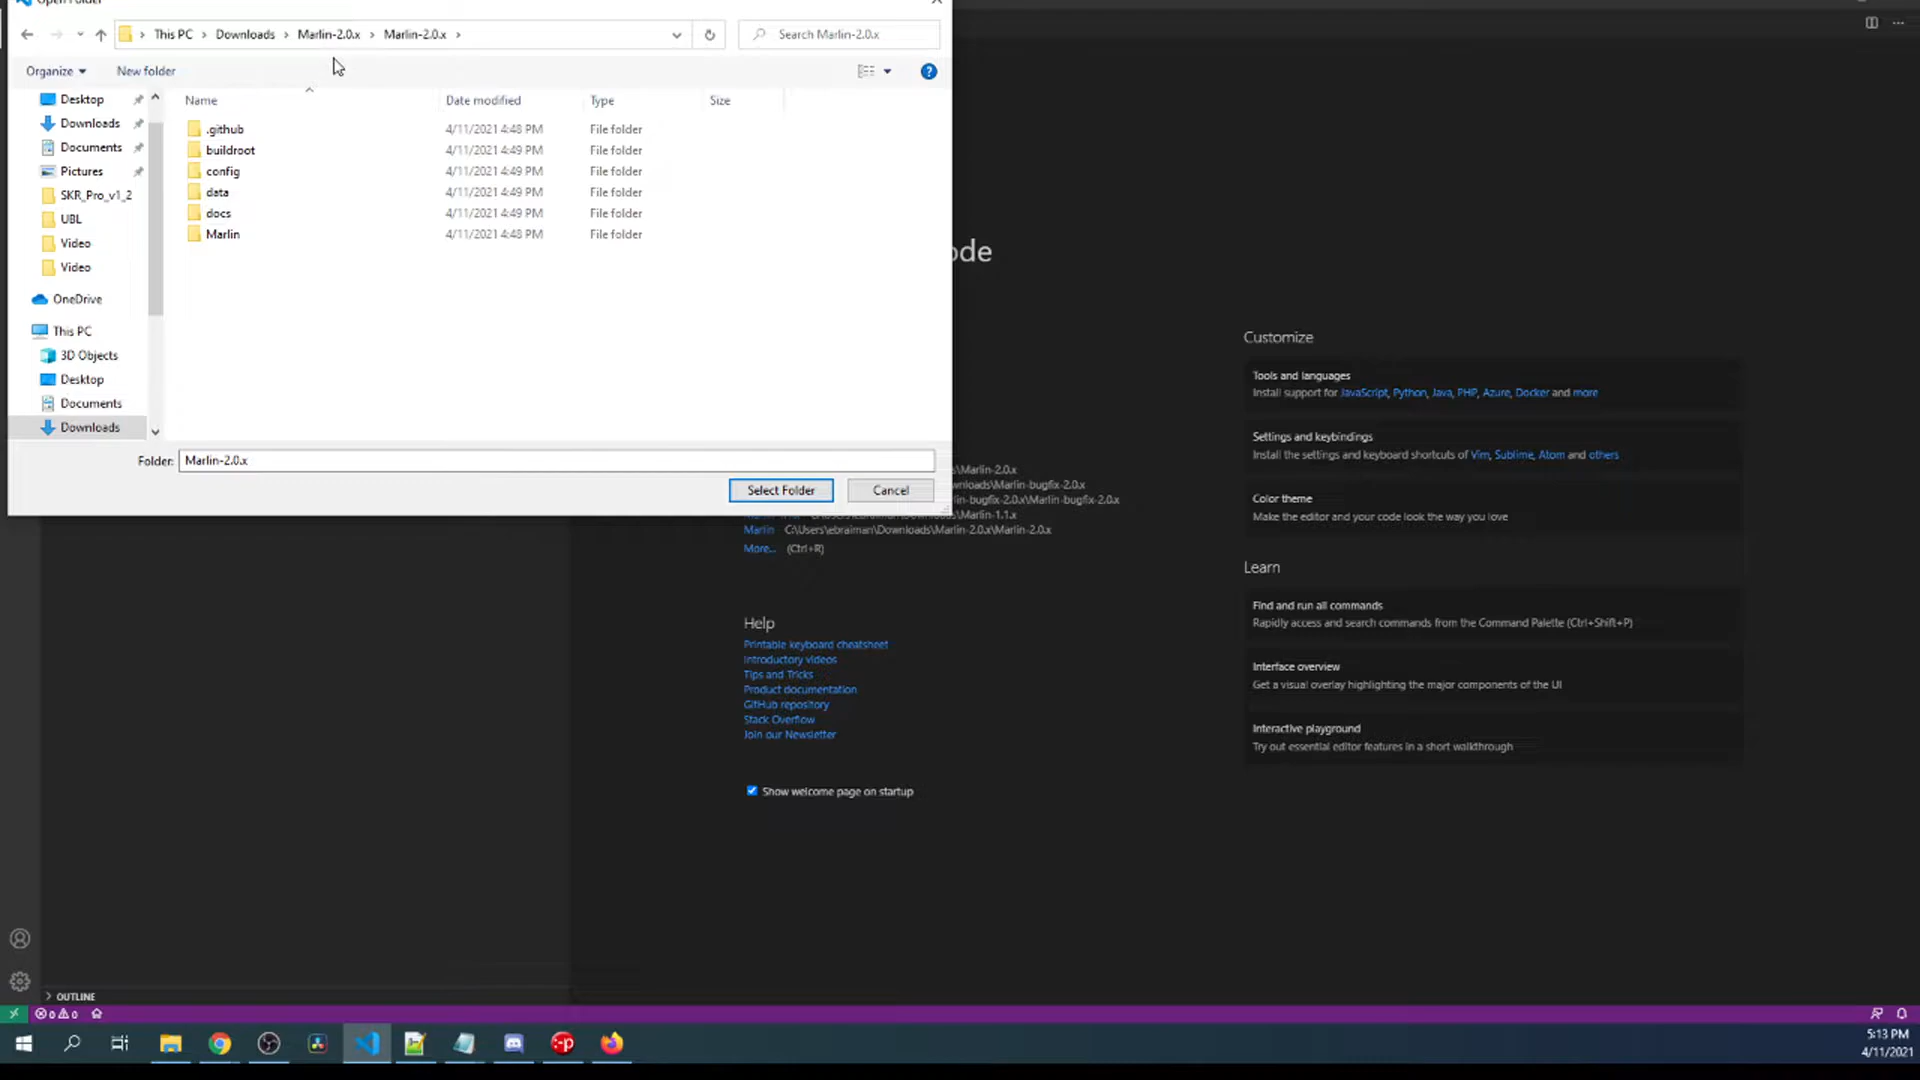 Open Folder
This PC > Downloads > Marlin-2.0.x > Marlin-2.0.x >
Search Marlin-2.0.x
Organize
New folder
?
Name
Date modified
Type
Size
Desktop
Downloads
Documents
Pictures
SKR_Pro_v1_2
UBL
Video
Video
OneDrive
This PC
3D Objects
Desktop
Documents
Downloads
.github 4/11/2021 4:48 PM File folder
buildroot 4/11/2021 4:49 PM File folder
config 4/11/2021 4:49 PM File folder
data 4/11/2021 4:49 PM File folder
docs 4/11/2021 4:49 PM File folder
Marlin 4/11/2021 4:48 PM File folder
Folder: Marlin-2.0.x
Select Folder
Cancel
ode
s\Marlin-2.0.x
wnloads\Marlin-bugfix-2.0.x
lin-bugfix-2.0.x\Marlin-bugfix-2.0.x
Marlin C:\Users\ebraiman\Downloads\Marlin-2.0.x\Marlin-2.0.x
More... (Ctrl+R)
Help
Printable keyboard cheatsheet
Introductory videos
Tips and Tricks
Product documentation
GitHub repository
Stack Overflow
Join our Newsletter
Show welcome page on startup
Customize
Tools and languages
Install support for JavaScript, Python, Java, PHP, Azure, Docker and more
Settings and keybindings
Install the settings and keyboard shortcuts of Vim, Sublime, Atom and others
Color theme
Make the editor and your code look the way you love
Learn
Find and run all commands
Rapidly access and search commands from the Command Palette (Ctrl+Shift+P)
Interface overview
Get a visual overlay highlighting the major components of the UI
Interactive playground
Try out essential editor features in a short walkthrough
> OUTLINE
0 0
5:13 PM
4/11/2021